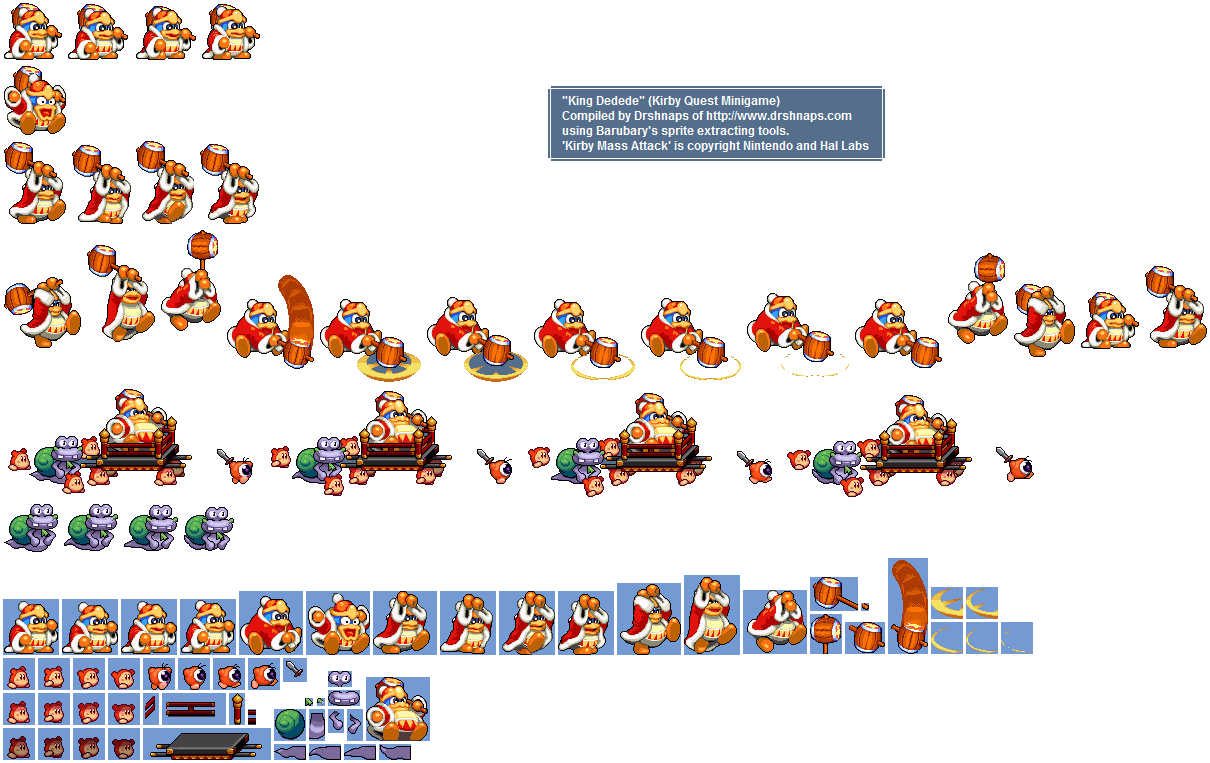 "King Dedede" (Kirby Quest Minigame)
Compiled by Drshnaps of http://www.drshnaps.com
using Barubary's sprite extracting tools.
'Kirby Mass Attack' is copyright Nintendo and Hal Labs